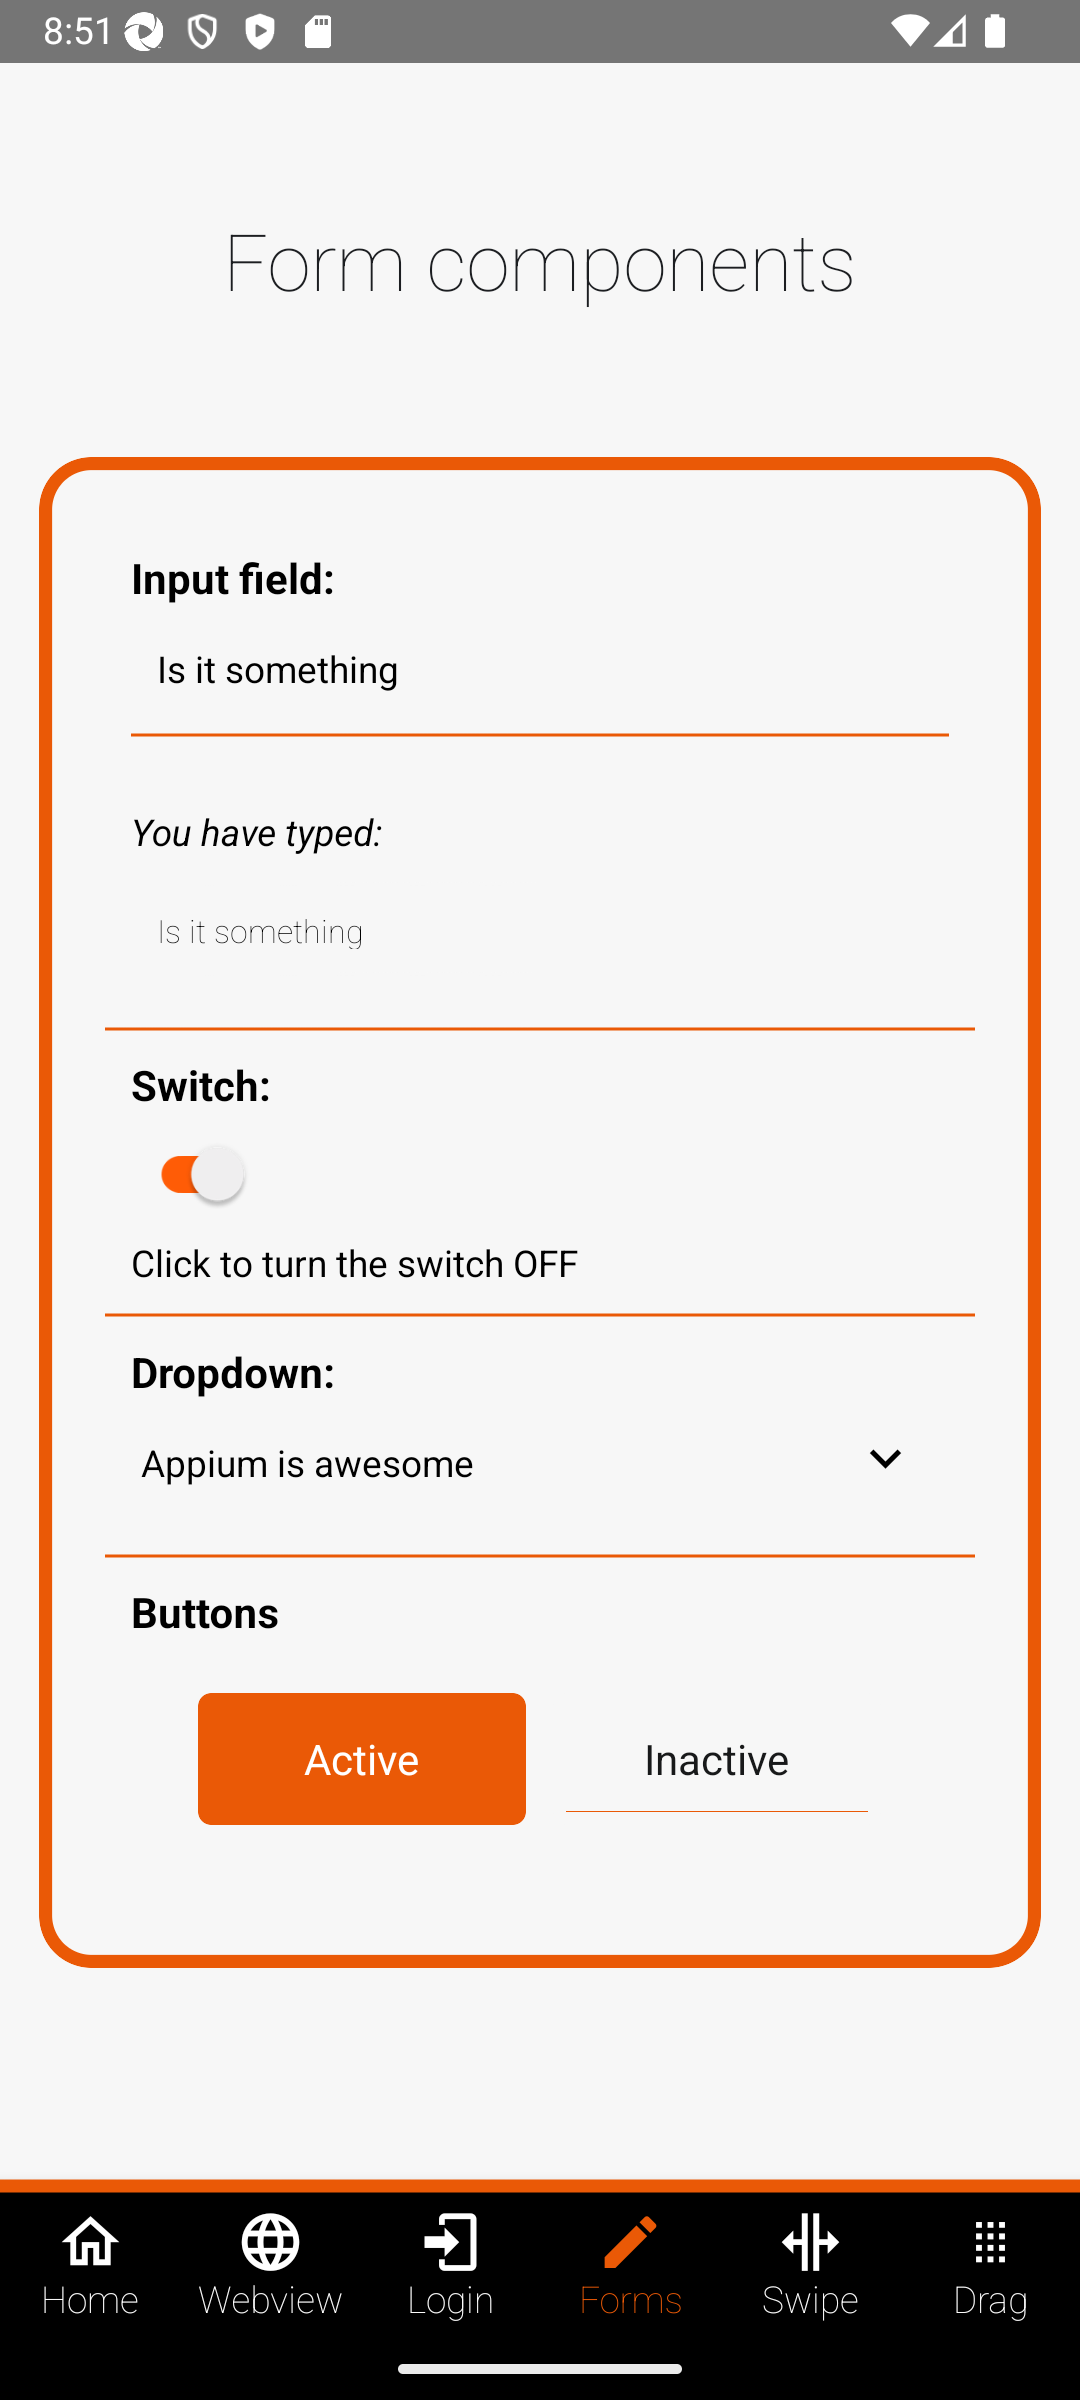 8:51
Form components
Input field:
Is it something
You have typed:
Is it something
Switch:
Click to turn the switch OFF
Dropdown:
Appium is awesome
Buttons
Active Inactive
Home Webview Login Forms Swipe Drag